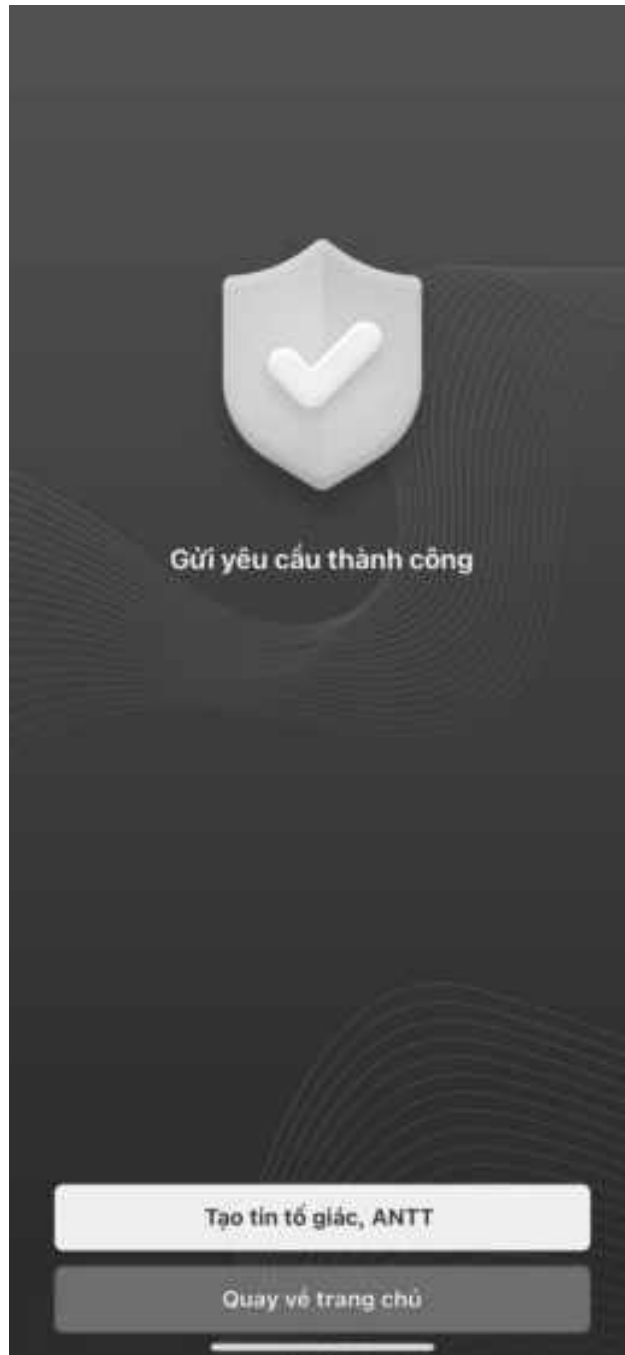 Gửi yêu cầu thành công
Tạo tin tố giác, ANTT
Quay về trang chủ